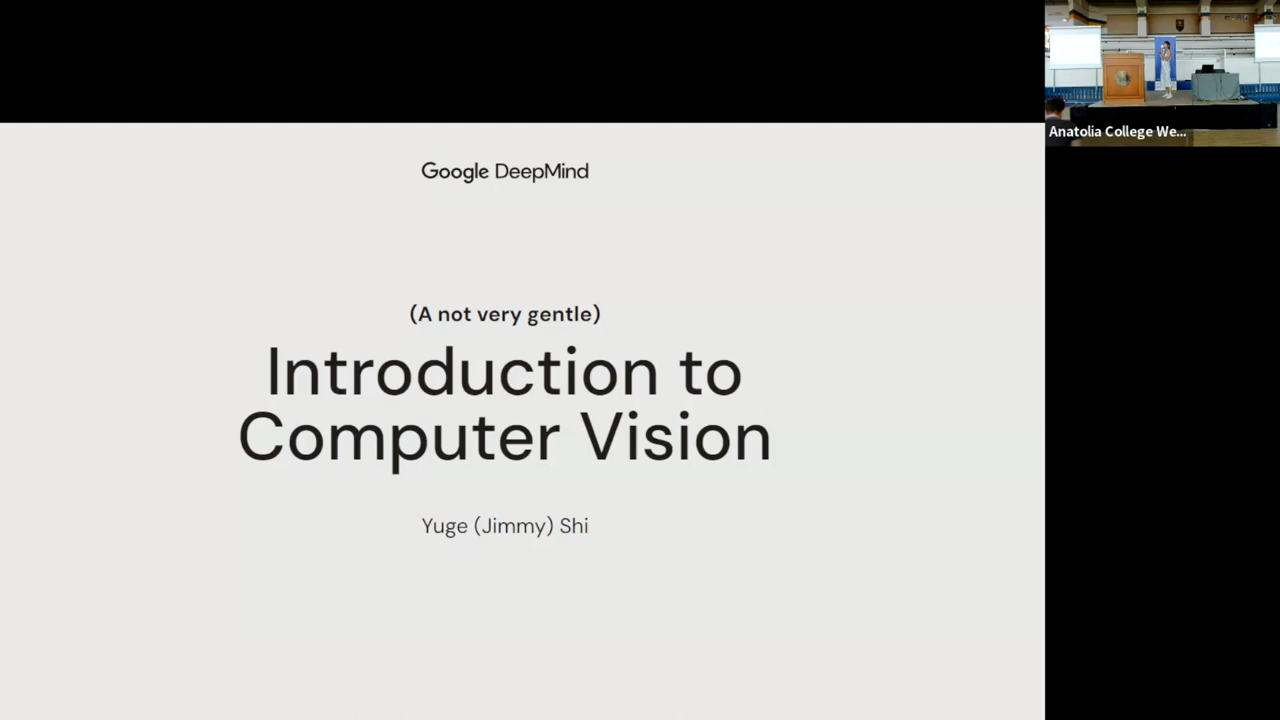 Google DeepMind
(A not very gentle)
Introduction to
Computer Vision
Yuge (Jimmy) Shi
Anatolia College We...